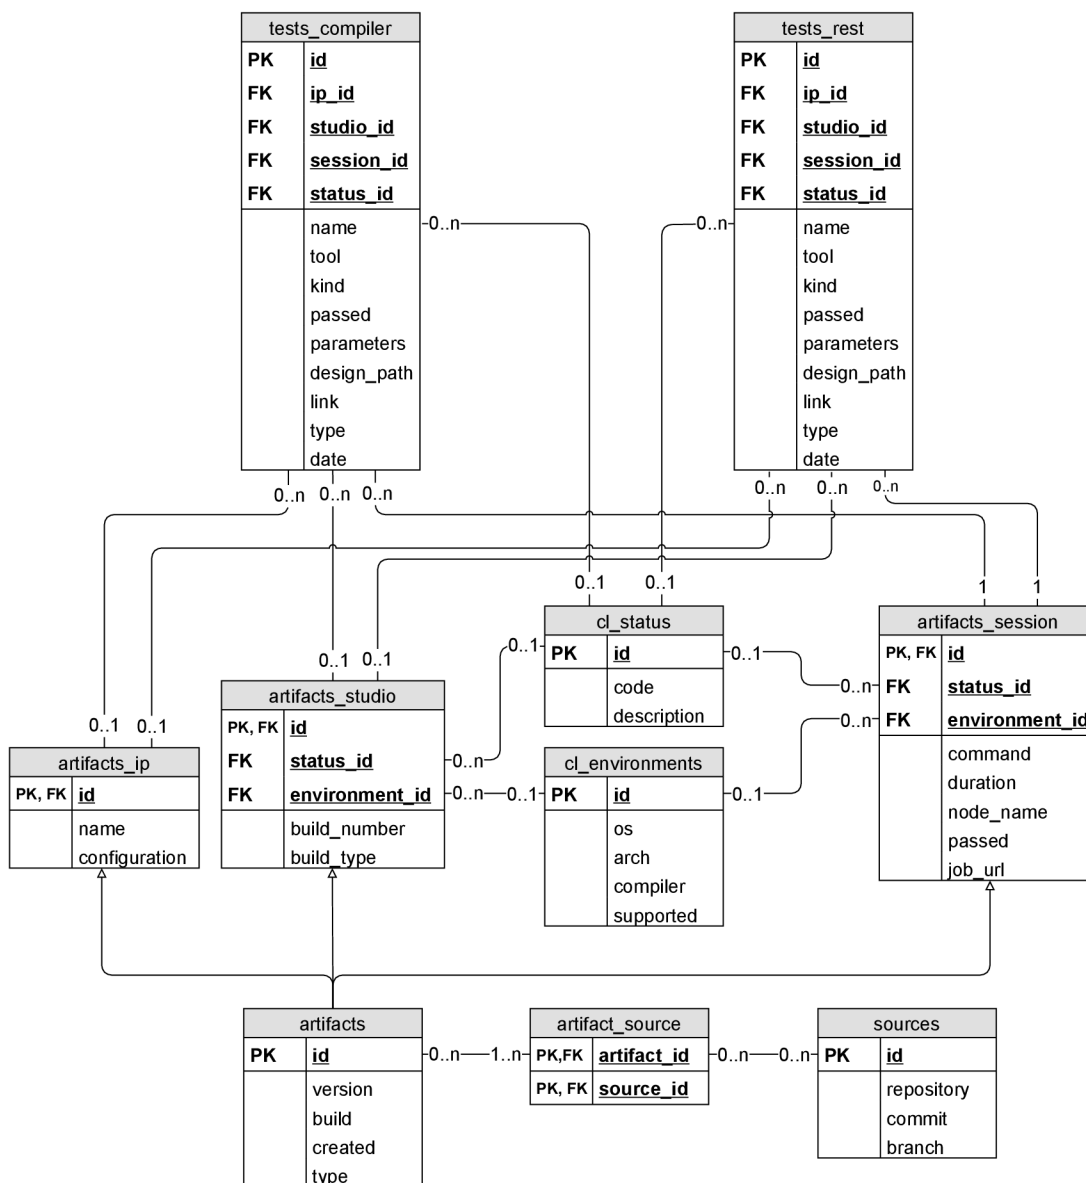 tests_compiler
PK id
FK ip_id
FK studio_id
FK session_id
FK status_id
name
tool
kind
passed
parameters
design_path
link
type
date
tests_rest
PK id
FK ip_id
FK studio_id
FK session_id
FK status_id
name
tool
kind
passed
parameters
design_path
link
type
date
0..n
0..n
0..n 0..n 0..n
0..n 0..n 0..n
0..1 0..1
1 1
0..1 0..1
0..1 0..1
cl_status
PK id
code
description
0..1
0..1
artifacts_session
PK, FK id
FK status_id
FK environment_id
command
duration
node_name
passed
job_url
0..n
0..n
artifacts_studio
PK, FK id
FK status_id
FK environment_id
build_number
build_type
0..n
0..n
0..1
cl_environments
PK id
os
arch
compiler
supported
0..1
artifacts_ip
PK, FK id
name
configuration
artifacts
PK id
version
build
created
type
0..n 1..n
artifact_source
PK,FK artifact_id
PK, FK source_id
0..n 0..n
sources
PK id
repository
commit
branch